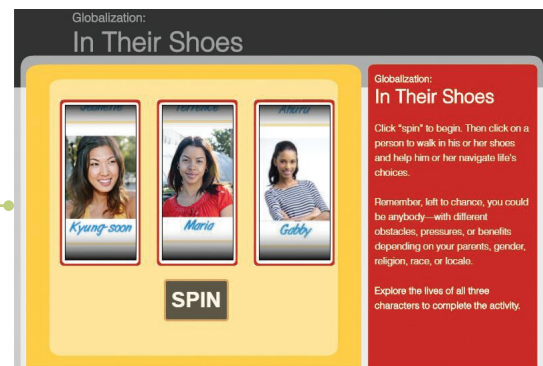 Globalization:
In Their Shoes
Terrence
Kyung-soon
Maria
Gabby
SPIN
Globalization:
In Their Shoes
Click “spin” to begin. Then click on a
person to walk in his or her shoes
and help him or her navigate life's
choices.
Remember, left to chance, you could
be anybody—with different
obstacles, pressures, or benefits
depending on your parents, gender,
religion, race, or locale.
Explore the lives of all three
characters to complete the activity.